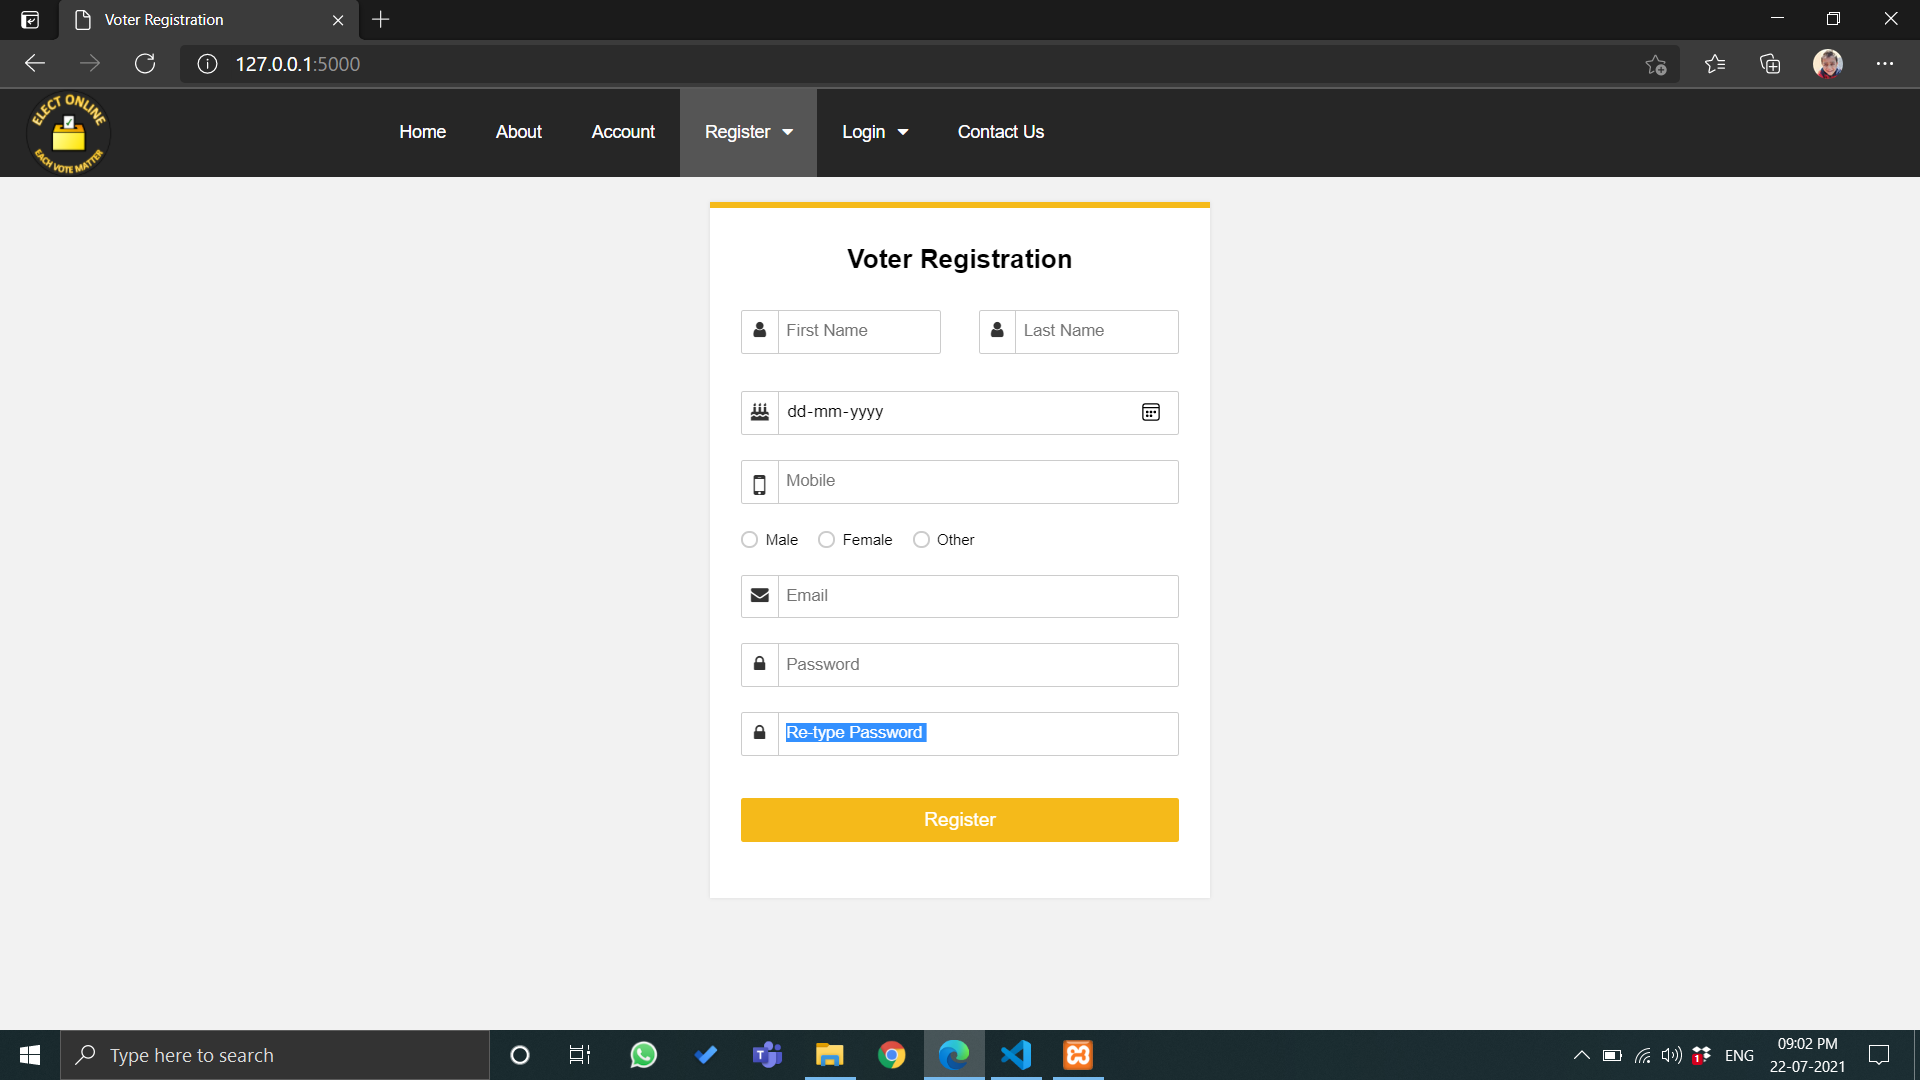 Voter Registration
127.0.0.1:5000
ELECT ONLINE
EACH VOTE MATTER
Home
About
Account
Register
Login
Contact Us
Voter Registration
First Name
Last Name
dd-mm-yyyy
Mobile
Male
Female
Other
Email
Password
Re-type Password
Register
Type here to search
T
1
ENG
09:02 PM
22-07-2021